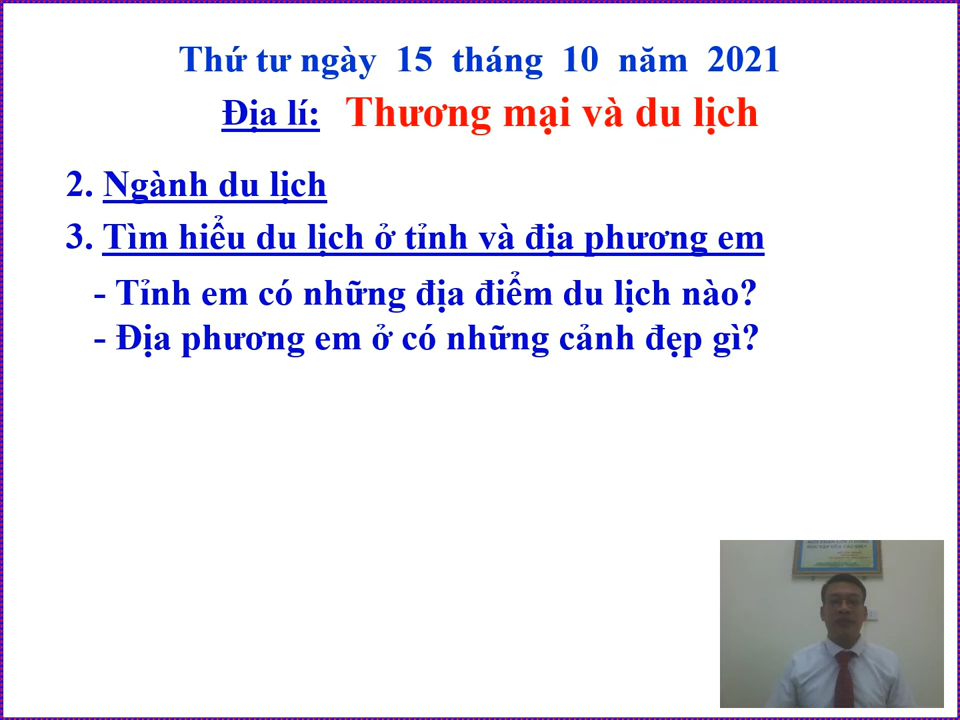 Thứ tư ngày 15 tháng 10 năm 2021
Địa lí: Thương mại và du lịch
2. Ngành du lịch
3. Tìm hiểu du lịch ở tỉnh và địa phương em
- Tỉnh em có những địa điểm du lịch nào?
- Địa phương em ở có những cảnh đẹp gì?